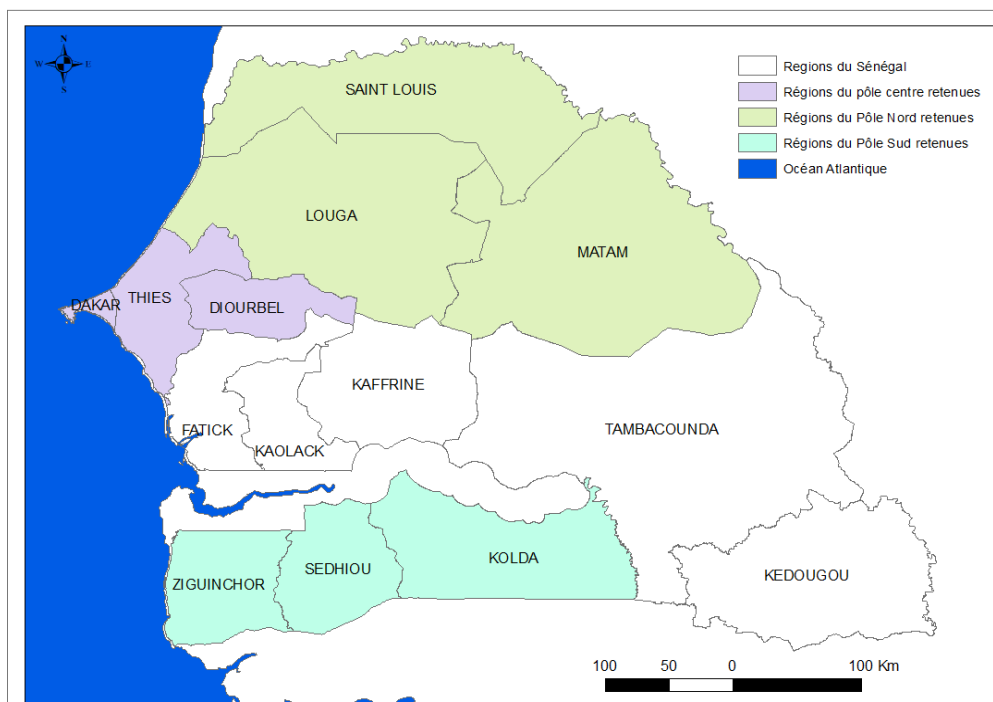 N
W E
S
Regions du Sénégal
Régions du pôle centre retenues
Régions du Pôle Nord retenues
Régions du Pôle Sud retenues
Océan Atlantique
SAINT LOUIS
LOUGA
MATAM
DAKAR
THIES
DIOURBEL
KAFFRINE
FATICK
KAOLACK
TAMBACOUNDA
ZIGUINCHOR
SEDHIOU
KOLDA
KEDOUGOU
100 50 0 100 Km